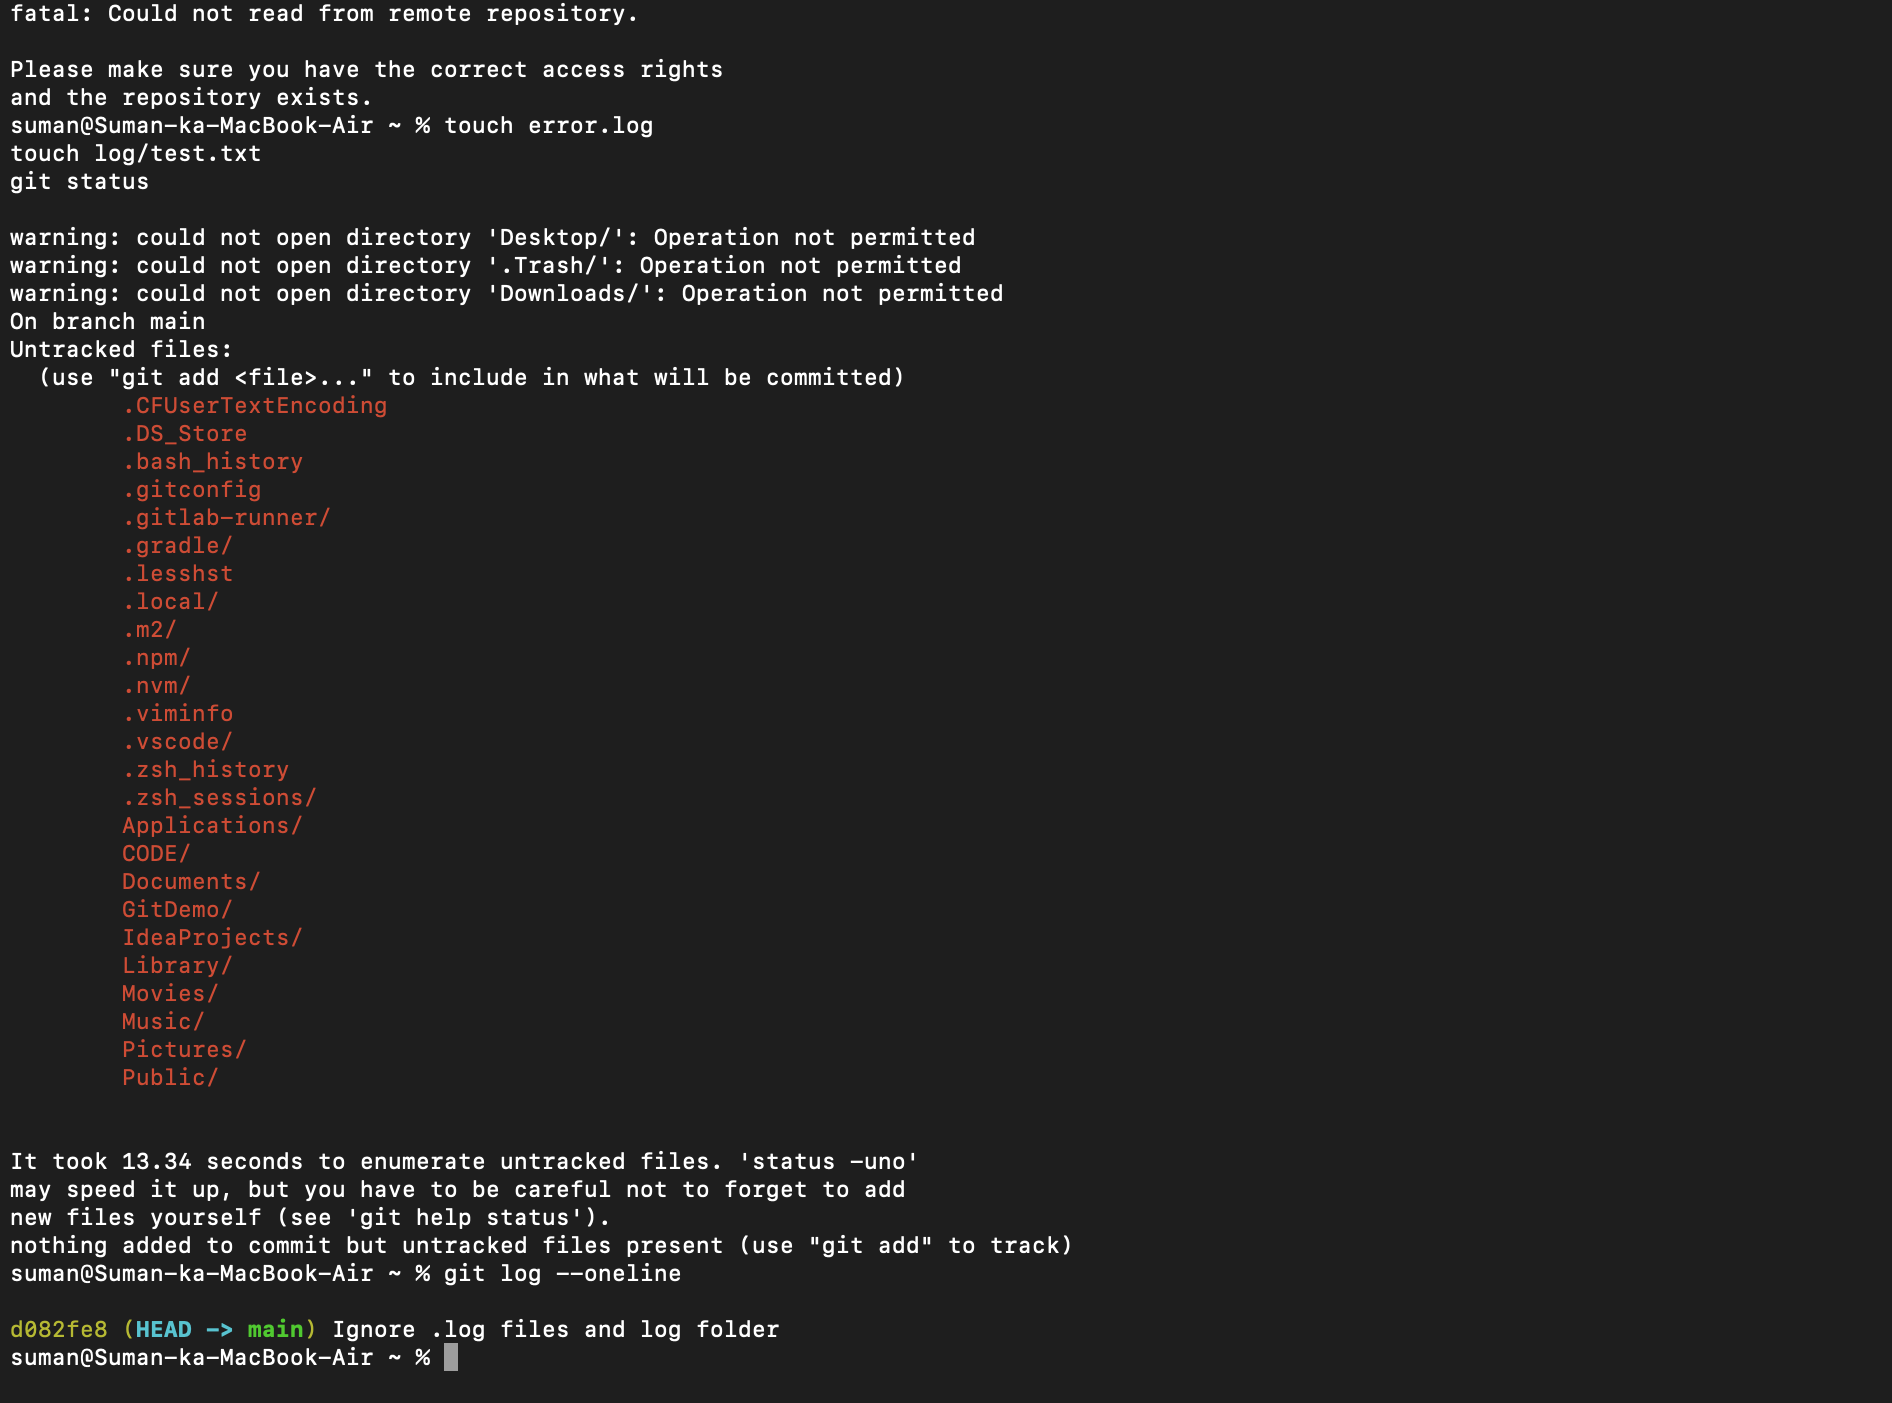 fatal: Could not read from remote repository.
Please make sure you have the correct access rights
and the repository exists.
suman@Suman-ka-MacBook-Air ~ % touch error.log
touch log/test.txt
git status
warning: could not open directory 'Desktop/': Operation not permitted
warning: could not open directory '.Trash/': Operation not permitted
warning: could not open directory 'Downloads/': Operation not permitted
On branch main
Untracked files:
  (use "git add <file>..." to include in what will be committed)
        .CFUserTextEncoding
        .DS_Store
        .bash_history
        .gitconfig
        .gitlab-runner/
        .gradle/
        .lesshst
        .local/
        .m2/
        .npm/
        .nvm/
        .viminfo
        .vscode/
        .zsh_history
        .zsh_sessions/
        Applications/
        CODE/
        Documents/
        GitDemo/
        IdeaProjects/
        Library/
        Movies/
        Music/
        Pictures/
        Public/
It took 13.34 seconds to enumerate untracked files. 'status -uno'
may speed it up, but you have to be careful not to forget to add
new files yourself (see 'git help status').
nothing added to commit but untracked files present (use "git add" to track)
suman@Suman-ka-MacBook-Air ~ % git log --oneline
d082fe8 (HEAD -> main) Ignore .log files and log folder
suman@Suman-ka-MacBook-Air ~ %